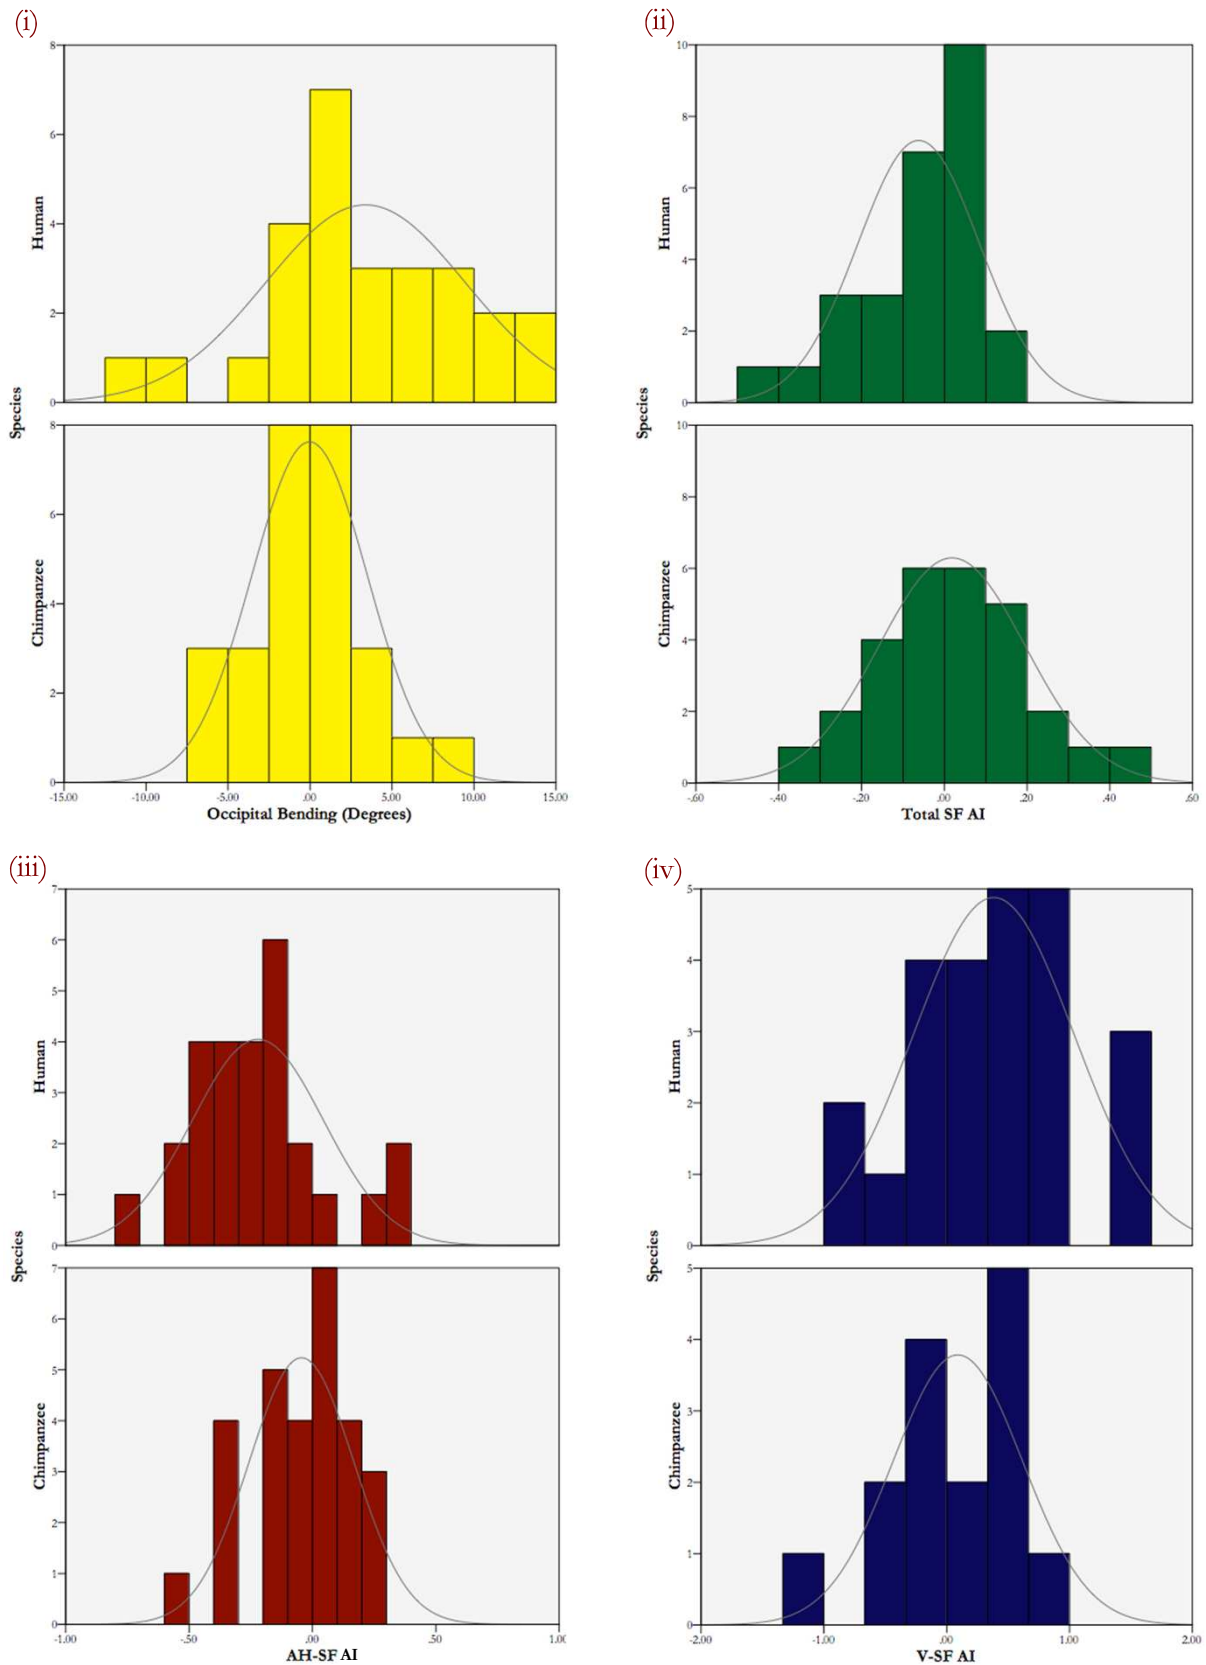 (i)
8
6
4
2
0
Human
Species
8
6
4
2
0
Chimpanzee
-15.00 -10.00 -5.00 .00 5.00 10.00 15.00
Occipital Bending (Degrees)
(ii)
10
8
6
4
2
0
Human
Species
10
8
6
4
2
0
Chimpanzee
-.60 -.40 -.20 .00 .20 .40 .60
Total SF AI
(iii)
7
6
5
4
3
2
1
0
Human
Species
7
6
5
4
3
2
1
0
Chimpanzee
-1.00 -.50 .00 .50 1.00
AH-SF AI
(iv)
5
4
3
2
1
0
Human
Species
5
4
3
2
1
0
Chimpanzee
-2.00 -1.00 .00 1.00 2.00
V-SF AI